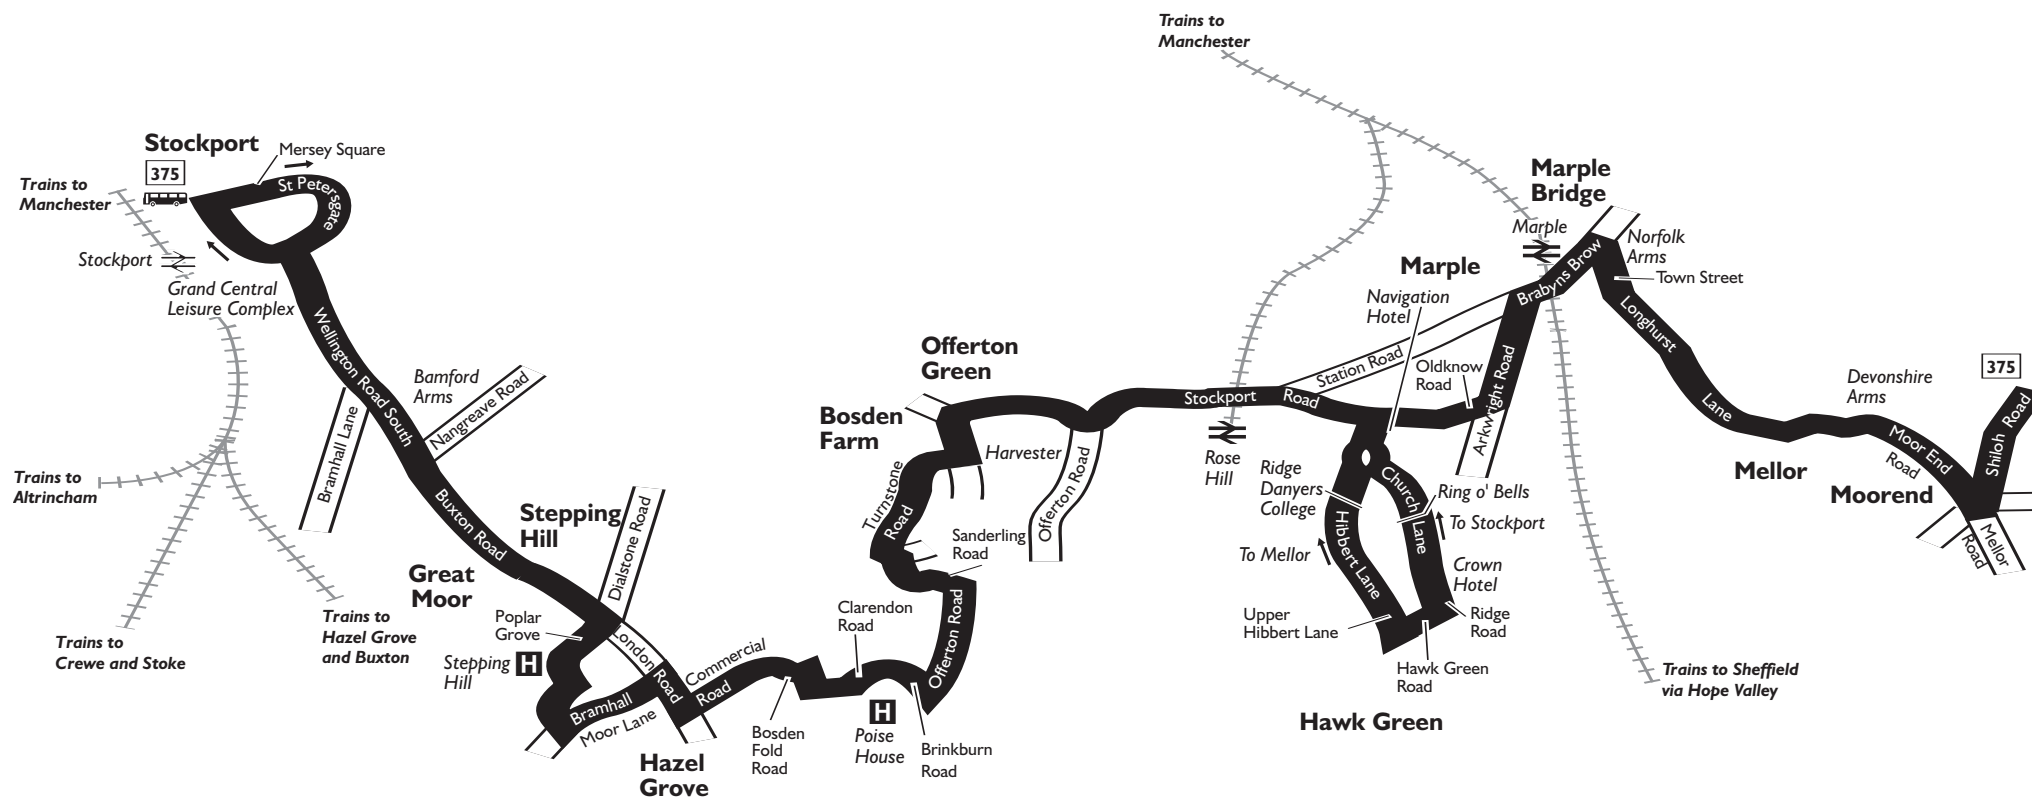 Trains to
Manchester
Stockport
375
Mersey Square
St Petersgate
Trains to
Manchester
Stockport
Grand Central
Leisure Complex
Wellington Road South
Bramhall Lane
Bamford
Arms
Nangreave Road
Trains to
Altrincham
Trains to
Crewe and Stoke
Trains to
Hazel Grove
and Buxton
Buxton Road
Great
Moor
Stepping
Hill
Dialstone Road
Poplar
Grove
Stepping
Hill
H
London
Road
Bramhall
Moor Lane
Hazel
Grove
Commercial
Road
Bosden
Fold
Road
Clarendon
Road
H
Poise
House
Brinkburn
Road
Offerton Road
Sanderling
Road
Turnstone
Road
Bosden
Farm
Offerton
Green
Harvester
Offerton Road
Stockport Road
Rose
Hill
Station Road
Marple
Navigation
Hotel
Oldknow
Road
Arkwright Road
Ridge
Danyers
College
Church
Lane
Ring o' Bells
To Stockport
To Mellor
Hibbert Lane
Crown
Hotel
Upper
Hibbert Lane
Ridge
Road
Hawk Green
Road
Hawk Green
Marple
Bridge
Marple
Brabyns Brow
Norfolk
Arms
Town Street
Longhurst
Lane
Trains to Sheffield
via Hope Valley
Mellor
Devonshire
Arms
Moor End
Road
Moorend
375
Shiloh Road
Mellor
Road